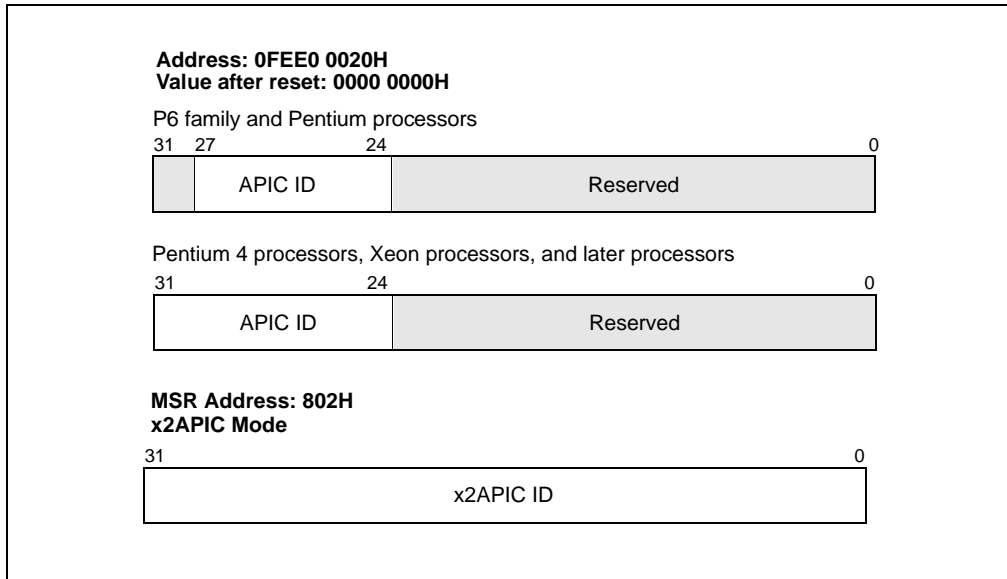 Address: 0FEE0 0020H
Value after reset: 0000 0000H
P6 family and Pentium processors
31 27 24 0
APIC ID Reserved
Pentium 4 processors, Xeon processors, and later processors
31 24 0
APIC ID Reserved
MSR Address: 802H
x2APIC Mode
31 0
x2APIC ID